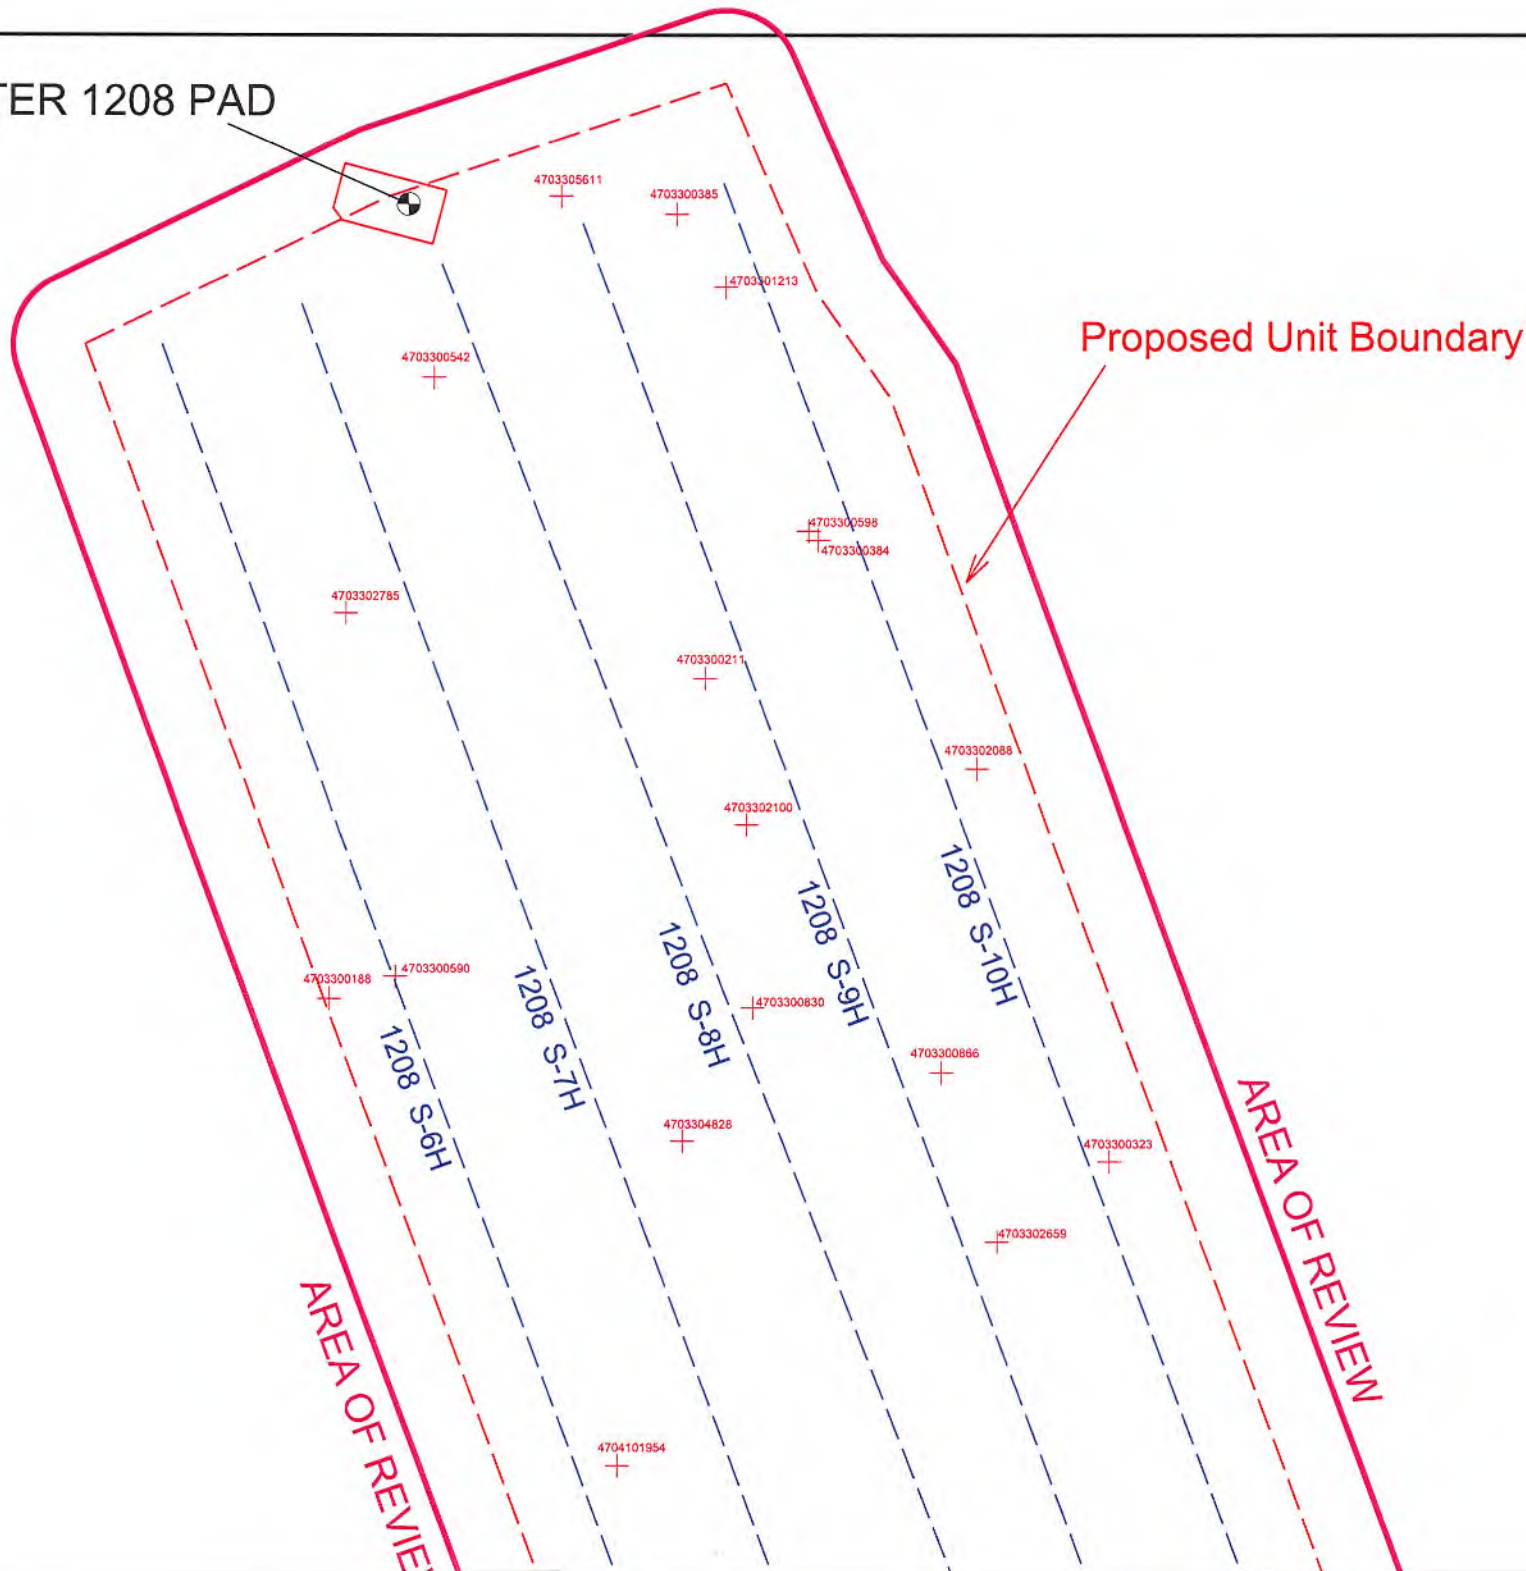 TER 1208 PAD
4703305611
4703300385
4703301213
Proposed Unit Boundary
4703300542
4703300598
4703300384
4703302785
4703300211
4703302088
4703302100
1208 S-10H
1208 S-9H
1208 S-8H
1208 S-7H
4703300590
4703300188
4703300830
1208 S-6H
4703300866
4703304828
4703300323
AREA OF REVIEW
4703302659
AREA OF REVIEW
4704101954